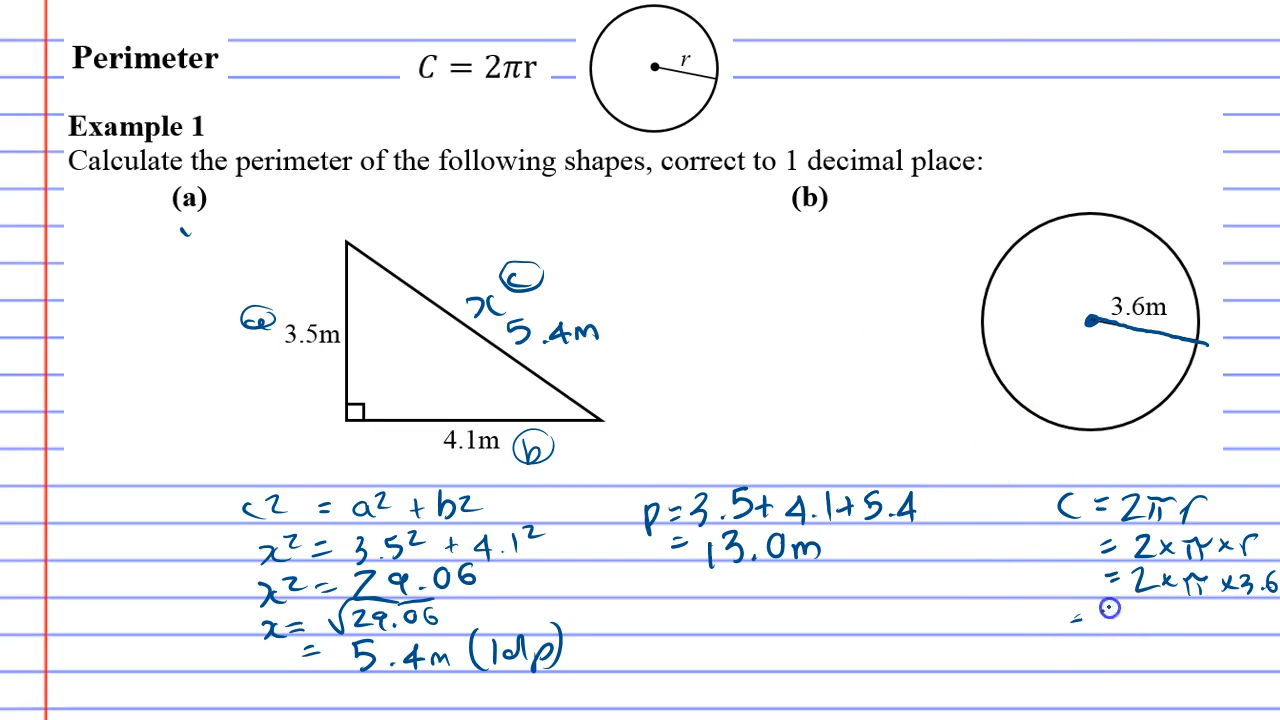 Perimeter
C = 2πr
r
Example 1
Calculate the perimeter of the following shapes, correct to 1 decimal place:
(a)
(b)
c
x
a
3.5m
5.4m
3.6m
4.1m
b
c² = a² + b²
x² = 3.5² + 4.1²
x² = 29.06
x = √29.06
= 5.4m (1dp)
P = 3.5 + 4.1 + 5.4
= 13.0m
C = 2πr
= 2 × π × r
= 2 × π × 3.6
=